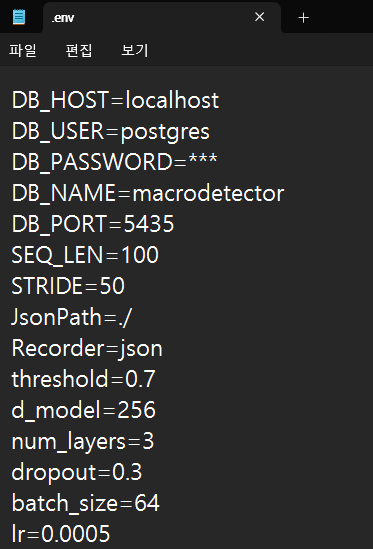 .env
파일 편집 보기
DB_HOST=localhost
DB_USER=postgres
DB_PASSWORD=***
DB_NAME=macrodetector
DB_PORT=5435
SEQ_LEN=100
STRIDE=50
JsonPath=./
Recorder=json
threshold=0.7
d_model=256
num_layers=3
dropout=0.3
batch_size=64
lr=0.0005